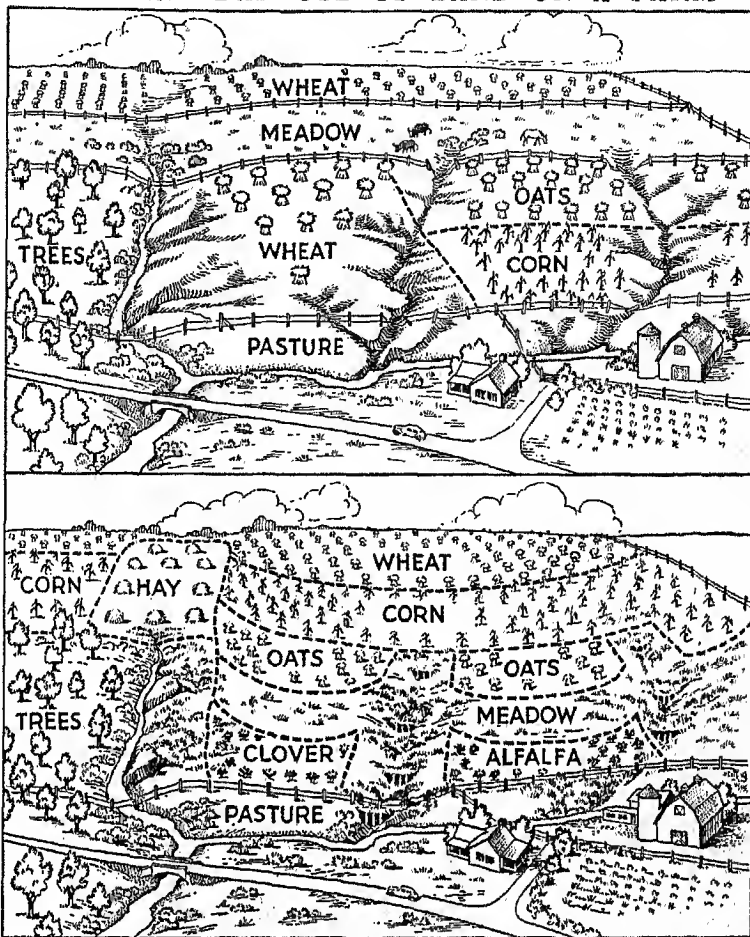 WHEAT
MEADOW
OATS
TREES
WHEAT
CORN
PASTURE
WHEAT
CORN
HAY
CORN
OATS
OATS
TREES
MEADOW
CLOVER
ALFALFA
PASTURE